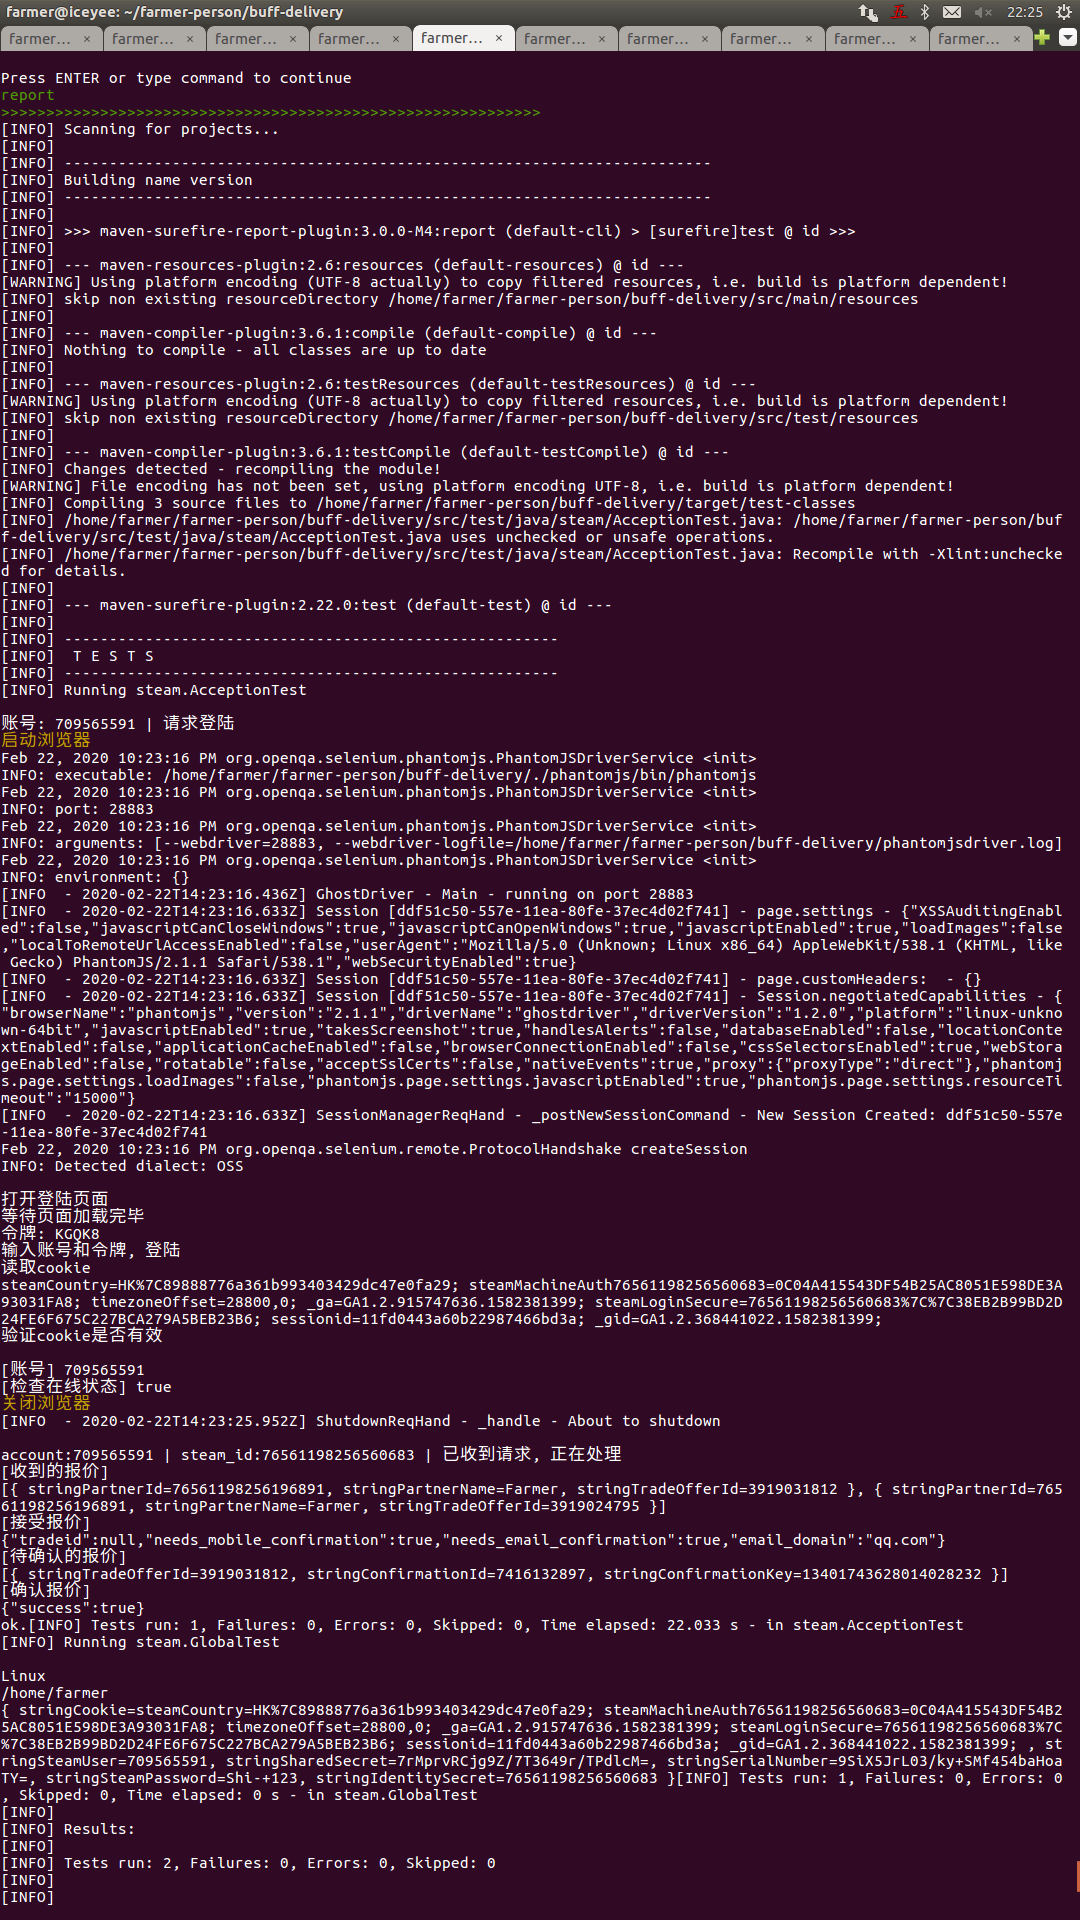 farmer@iceyee: ~/farmer-person/buff-delivery
22:25
farmer... × farmer... × farmer... × farmer... × farmer... × farmer... × farmer... × farmer... × farmer... × farmer... ×
Press ENTER or type command to continue
report
>>>>>>>>>>>>>>>>>>>>>>>>>>>>>>>>>>>>>>>>>>>>>>>>>>>>>>>>>>>>
[INFO] Scanning for projects...
[INFO]
[INFO] ------------------------------------------------------------------------
[INFO] Building name version
[INFO] ------------------------------------------------------------------------
[INFO]
[INFO] >>> maven-surefire-report-plugin:3.0.0-M4:report (default-cli) > [surefire]test @ id >>>
[INFO]
[INFO] --- maven-resources-plugin:2.6:resources (default-resources) @ id ---
[WARNING] Using platform encoding (UTF-8 actually) to copy filtered resources, i.e. build is platform dependent!
[INFO] skip non existing resourceDirectory /home/farmer/farmer-person/buff-delivery/src/main/resources
[INFO]
[INFO] --- maven-compiler-plugin:3.6.1:compile (default-compile) @ id ---
[INFO] Nothing to compile - all classes are up to date
[INFO]
[INFO] --- maven-resources-plugin:2.6:testResources (default-testResources) @ id ---
[WARNING] Using platform encoding (UTF-8 actually) to copy filtered resources, i.e. build is platform dependent!
[INFO] skip non existing resourceDirectory /home/farmer/farmer-person/buff-delivery/src/test/resources
[INFO]
[INFO] --- maven-compiler-plugin:3.6.1:testCompile (default-testCompile) @ id ---
[INFO] Changes detected - recompiling the module!
[WARNING] File encoding has not been set, using platform encoding UTF-8, i.e. build is platform dependent!
[INFO] Compiling 3 source files to /home/farmer/farmer-person/buff-delivery/target/test-classes
[INFO] /home/farmer/farmer-person/buff-delivery/src/test/java/steam/AcceptionTest.java: /home/farmer/farmer-person/buf
f-delivery/src/test/java/steam/AcceptionTest.java uses unchecked or unsafe operations.
[INFO] /home/farmer/farmer-person/buff-delivery/src/test/java/steam/AcceptionTest.java: Recompile with -Xlint:unchecke
d for details.
[INFO]
[INFO] --- maven-surefire-plugin:2.22.0:test (default-test) @ id ---
[INFO]
[INFO] -------------------------------------------------------
[INFO]  T E S T S
[INFO] -------------------------------------------------------
[INFO] Running steam.AcceptionTest
账号: 709565591 | 请求登陆
启动浏览器
Feb 22, 2020 10:23:16 PM org.openqa.selenium.phantomjs.PhantomJSDriverService <init>
INFO: executable: /home/farmer/farmer-person/buff-delivery/./phantomjs/bin/phantomjs
Feb 22, 2020 10:23:16 PM org.openqa.selenium.phantomjs.PhantomJSDriverService <init>
INFO: port: 28883
Feb 22, 2020 10:23:16 PM org.openqa.selenium.phantomjs.PhantomJSDriverService <init>
INFO: arguments: [--webdriver=28883, --webdriver-logfile=/home/farmer/farmer-person/buff-delivery/phantomjsdriver.log]
Feb 22, 2020 10:23:16 PM org.openqa.selenium.phantomjs.PhantomJSDriverService <init>
INFO: environment: {}
[INFO  - 2020-02-22T14:23:16.436Z] GhostDriver - Main - running on port 28883
[INFO  - 2020-02-22T14:23:16.633Z] Session [ddf51c50-557e-11ea-80fe-37ec4d02f741] - page.settings - {"XSSAuditingEnabl
ed":false,"javascriptCanCloseWindows":true,"javascriptCanOpenWindows":true,"javascriptEnabled":true,"loadImages":false
,"localToRemoteUrlAccessEnabled":false,"userAgent":"Mozilla/5.0 (Unknown; Linux x86_64) AppleWebKit/538.1 (KHTML, like
 Gecko) PhantomJS/2.1.1 Safari/538.1","webSecurityEnabled":true}
[INFO  - 2020-02-22T14:23:16.633Z] Session [ddf51c50-557e-11ea-80fe-37ec4d02f741] - page.customHeaders:  - {}
[INFO  - 2020-02-22T14:23:16.633Z] Session [ddf51c50-557e-11ea-80fe-37ec4d02f741] - Session.negotiatedCapabilities - {
"browserName":"phantomjs","version":"2.1.1","driverName":"ghostdriver","driverVersion":"1.2.0","platform":"linux-unkno
wn-64bit","javascriptEnabled":true,"takesScreenshot":true,"handlesAlerts":false,"databaseEnabled":false,"locationConte
xtEnabled":false,"applicationCacheEnabled":false,"browserConnectionEnabled":false,"cssSelectorsEnabled":true,"webStora
geEnabled":false,"rotatable":false,"acceptSslCerts":false,"nativeEvents":true,"proxy":{"proxyType":"direct"},"phantomj
s.page.settings.loadImages":false,"phantomjs.page.settings.javascriptEnabled":true,"phantomjs.page.settings.resourceTi
meout":"15000"}
[INFO  - 2020-02-22T14:23:16.633Z] SessionManagerReqHand - _postNewSessionCommand - New Session Created: ddf51c50-557e
-11ea-80fe-37ec4d02f741
Feb 22, 2020 10:23:16 PM org.openqa.selenium.remote.ProtocolHandshake createSession
INFO: Detected dialect: OSS
打开登陆页面
等待页面加载完毕
令牌: KGQK8
输入账号和令牌, 登陆
读取cookie
steamCountry=HK%7C89888776a361b993403429dc47e0fa29; steamMachineAuth76561198256560683=0C04A415543DF54B25AC8051E598DE3A
93031FA8; timezoneOffset=28800,0; _ga=GA1.2.915747636.1582381399; steamLoginSecure=76561198256560683%7C%7C38EB2B99BD2D
24FE6F675C227BCA279A5BEB23B6; sessionid=11fd0443a60b22987466bd3a; _gid=GA1.2.368441022.1582381399;
验证cookie是否有效
[账号] 709565591
[检查在线状态] true
关闭浏览器
[INFO  - 2020-02-22T14:23:25.952Z] ShutdownReqHand - _handle - About to shutdown
account:709565591 | steam_id:76561198256560683 | 已收到请求, 正在处理
[收到的报价]
[{ stringPartnerId=76561198256196891, stringPartnerName=Farmer, stringTradeOfferId=3919031812 }, { stringPartnerId=765
61198256196891, stringPartnerName=Farmer, stringTradeOfferId=3919024795 }]
[接受报价]
{"tradeid":null,"needs_mobile_confirmation":true,"needs_email_confirmation":true,"email_domain":"qq.com"}
[待确认的报价]
[{ stringTradeOfferId=3919031812, stringConfirmationId=7416132897, stringConfirmationKey=13401743628014028232 }]
[确认报价]
{"success":true}
ok.[INFO] Tests run: 1, Failures: 0, Errors: 0, Skipped: 0, Time elapsed: 22.033 s - in steam.AcceptionTest
[INFO] Running steam.GlobalTest
Linux
/home/farmer
{ stringCookie=steamCountry=HK%7C89888776a361b993403429dc47e0fa29; steamMachineAuth76561198256560683=0C04A415543DF54B2
5AC8051E598DE3A93031FA8; timezoneOffset=28800,0; _ga=GA1.2.915747636.1582381399; steamLoginSecure=76561198256560683%7C
%7C38EB2B99BD2D24FE6F675C227BCA279A5BEB23B6; sessionid=11fd0443a60b22987466bd3a; _gid=GA1.2.368441022.1582381399; , st
ringSteamUser=709565591, stringSharedSecret=7rMprvRCjg9Z/7T3649r/TPdlcM=, stringSerialNumber=9SiX5JrL03/ky+SMf454baHoa
TY=, stringSteamPassword=Shi-+123, stringIdentitySecret=76561198256560683 }[INFO] Tests run: 1, Failures: 0, Errors: 0
, Skipped: 0, Time elapsed: 0 s - in steam.GlobalTest
[INFO]
[INFO] Results:
[INFO]
[INFO] Tests run: 2, Failures: 0, Errors: 0, Skipped: 0
[INFO]
[INFO]